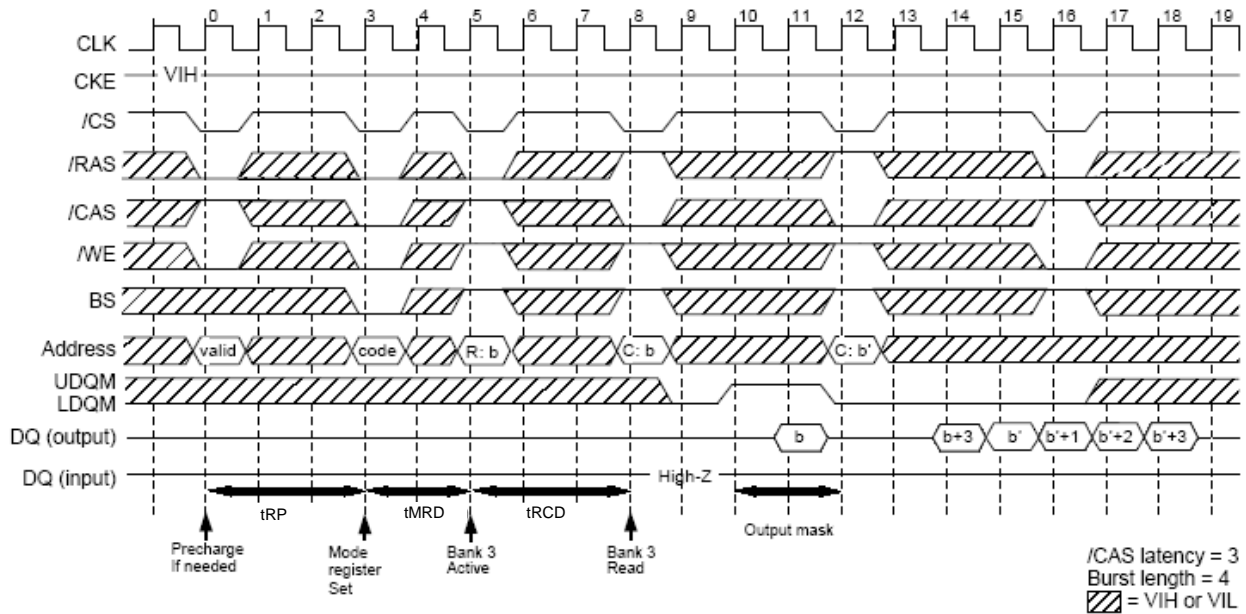 0 1 2 3 4 5 6 7 8 9 10 11 12 13 14 15 16 17 18 19
CLK
CKE VIH
/CS
/RAS
/CAS
/WE
BS
Address valid code R: b C: b C: b'
UDQM
LDQM
DQ (output) b b+3 b' b'+1 b'+2 b'+3
DQ (input) High-Z
tRP tMRD tRCD Output mask
Precharge
If needed
Mode
register
Set
Bank 3
Active
Bank 3
Read
/CAS latency = 3
Burst length = 4
= VIH or VIL